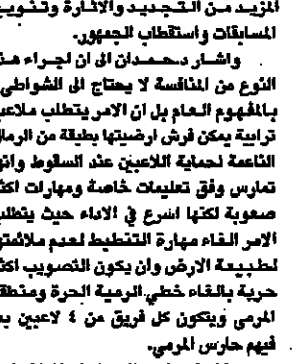 المزيد من التجديد والاثارة وتنويع
المسابقات واستقطاب الجمهور.
واشار د.حمدان الى ان اجراء هذا
النوع من المنافسة لا يحتاج الى الشواطئ
بالمفهوم العام بل ان الامر يتطلب ملاعب
ترابية يمكن فرش ارضيتها بطبقة من الرمال
الناعمة لحماية اللاعبين عند السقوط وانها
تمارس وفق تعليمات خاصة ومهارات اكثر
صعوبة لكنها اسرع في الاداء حيث يتطلب
الامر الغاء مهارة التنطيط لعدم ملائمتها
لطبيعة الارض وان يكون التصويب اكثر
حرية بالغاء خطي الرمية الحرة ومنطقة
المرمى ويتكون كل فريق من ٤ لاعبين بما
فيهم حارس المرمى.